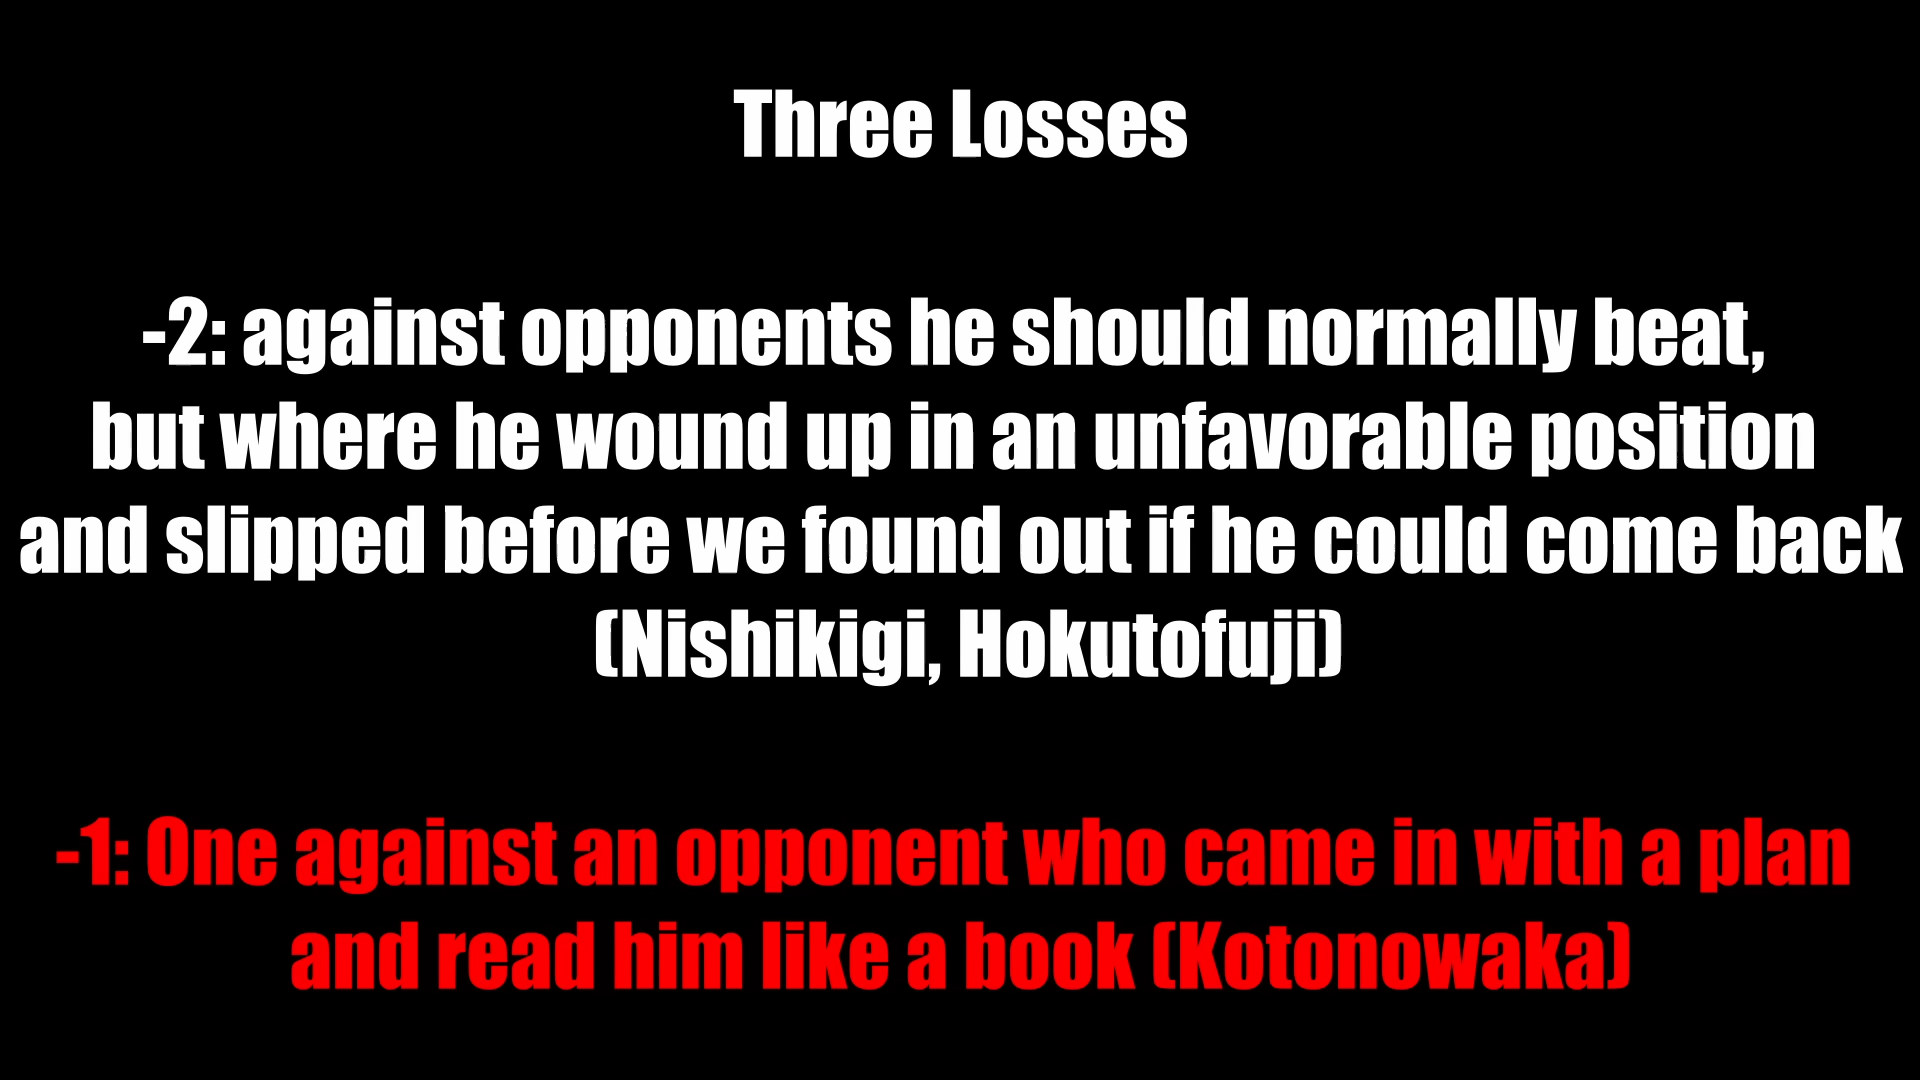 Three Losses
-2: against opponents he should normally beat,
but where he wound up in an unfavorable position
and slipped before we found out if he could come back
(Nishikigi, Hokutofuji)
-1: One against an opponent who came in with a plan
and read him like a book (Kotonowaka)